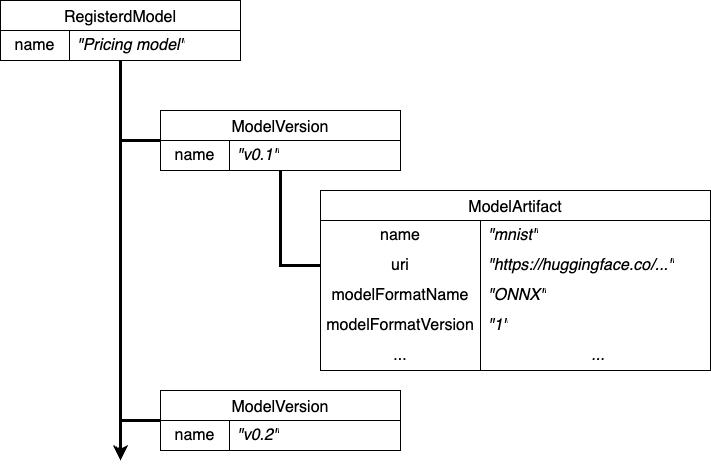 RegisterdModel
name "Pricing model"
ModelVersion
name "v0.1"
ModelArtifact
name "mnist"
uri "https://huggingface.co/..."
modelFormatName "ONNX"
modelFormatVersion "1"
... ...
ModelVersion
name "v0.2"